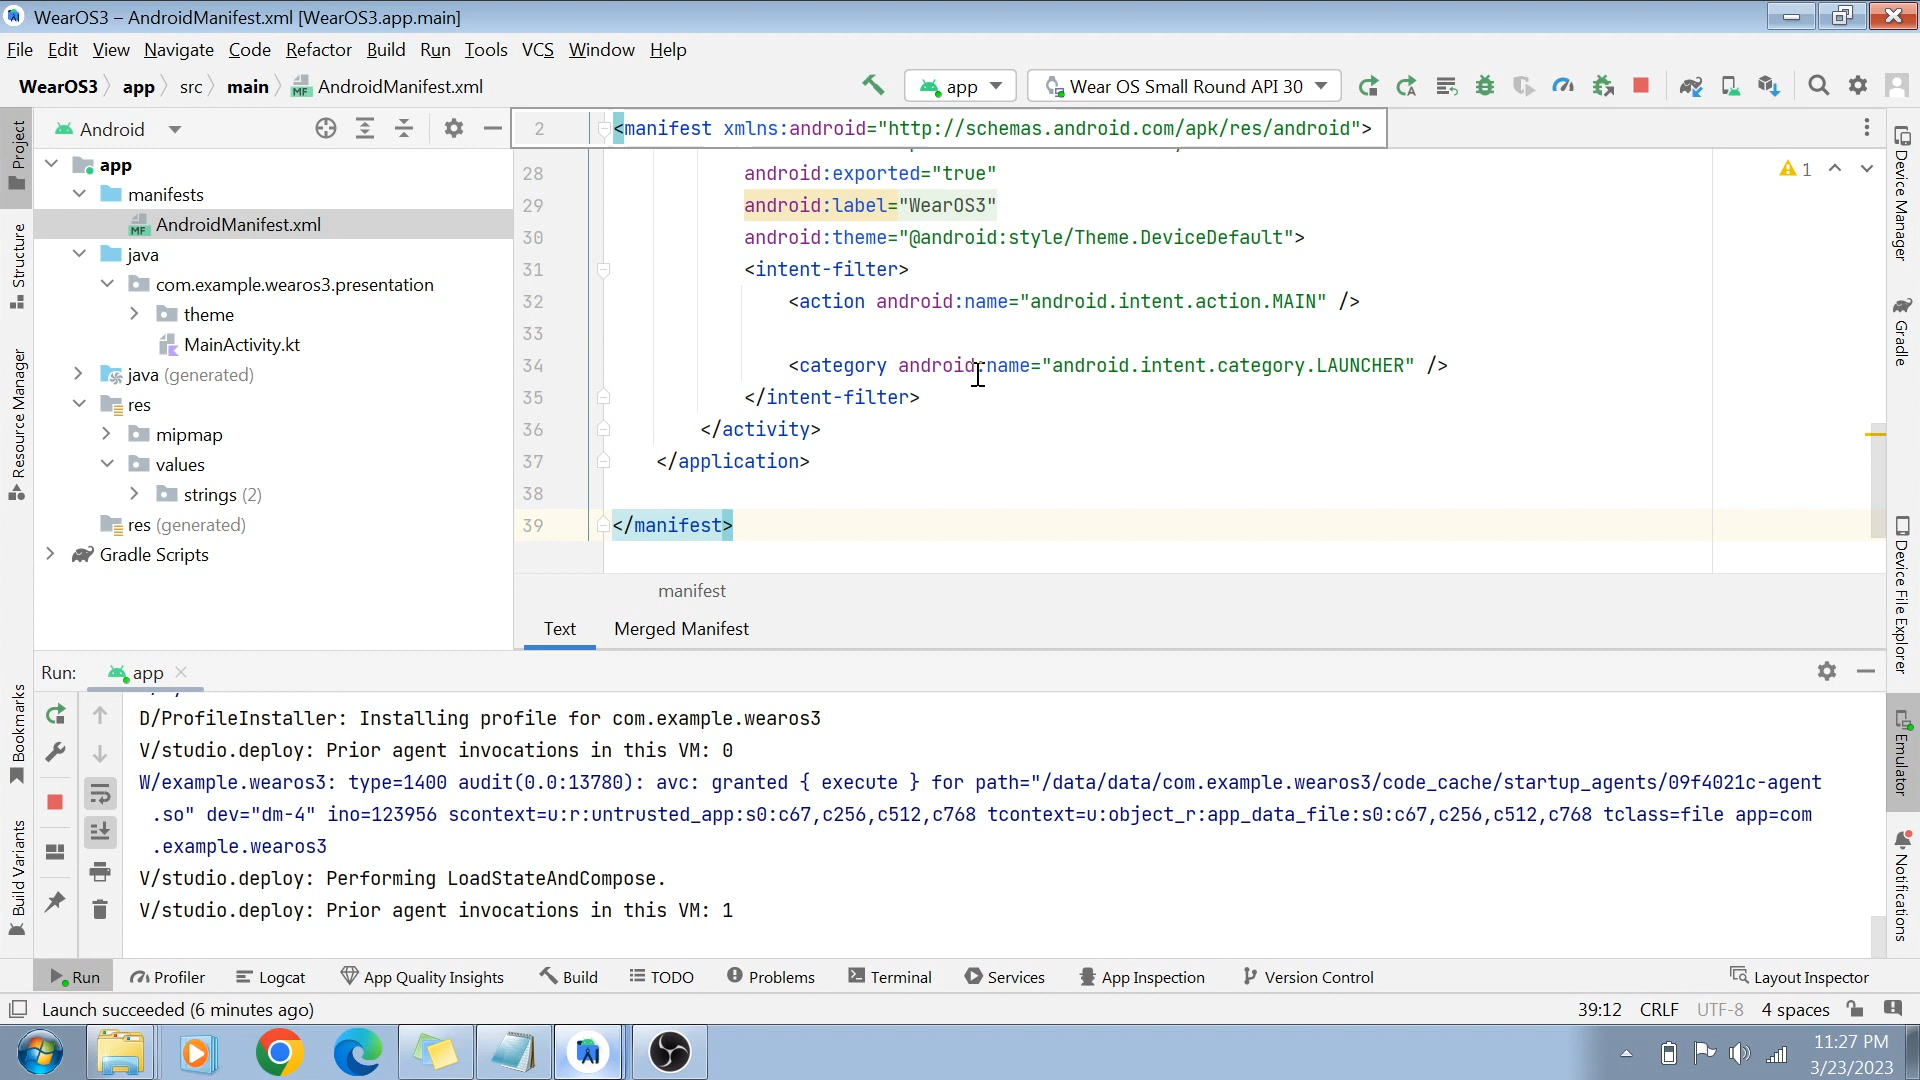 WearOS3 – AndroidManifest.xml [WearOS3.app.main]
File Edit View Navigate Code Refactor Build Run Tools VCS Window Help
WearOS3 app src main AndroidManifest.xml app Wear OS Small Round API 30
Project
Structure
Resource Manager
Bookmarks
Build Variants
Android
app
manifests
AndroidManifest.xml
java
com.example.wearos3.presentation
theme
MainActivity.kt
java (generated)
res
mipmap
values
strings (2)
res (generated)
Gradle Scripts
2 <manifest xmlns:android="http://schemas.android.com/apk/res/android">
1
28 android:exported="true"
29 android:label="WearOS3"
30 android:theme="@android:style/Theme.DeviceDefault">
31 <intent-filter>
32 <action android:name="android.intent.action.MAIN" />
33
34 <category android:name="android.intent.category.LAUNCHER" />
35 </intent-filter>
36 </activity>
37 </application>
38
39 </manifest>
manifest
Text Merged Manifest
Device Manager
Gradle
Device File Explorer
Emulator
Notifications
Run: app
D/ProfileInstaller: Installing profile for com.example.wearos3
V/studio.deploy: Prior agent invocations in this VM: 0
W/example.wearos3: type=1400 audit(0.0:13780): avc: granted { execute } for path="/data/data/com.example.wearos3/code_cache/startup_agents/09f4021c-agent
.so" dev="dm-4" ino=123956 scontext=u:r:untrusted_app:s0:c67,c256,c512,c768 tcontext=u:object_r:app_data_file:s0:c67,c256,c512,c768 tclass=file app=com
.example.wearos3
V/studio.deploy: Performing LoadStateAndCompose.
V/studio.deploy: Prior agent invocations in this VM: 1
Run Profiler Logcat App Quality Insights Build TODO Problems Terminal Services App Inspection Version Control Layout Inspector
Launch succeeded (6 minutes ago) 39:12 CRLF UTF-8 4 spaces
11:27 PM
3/23/2023